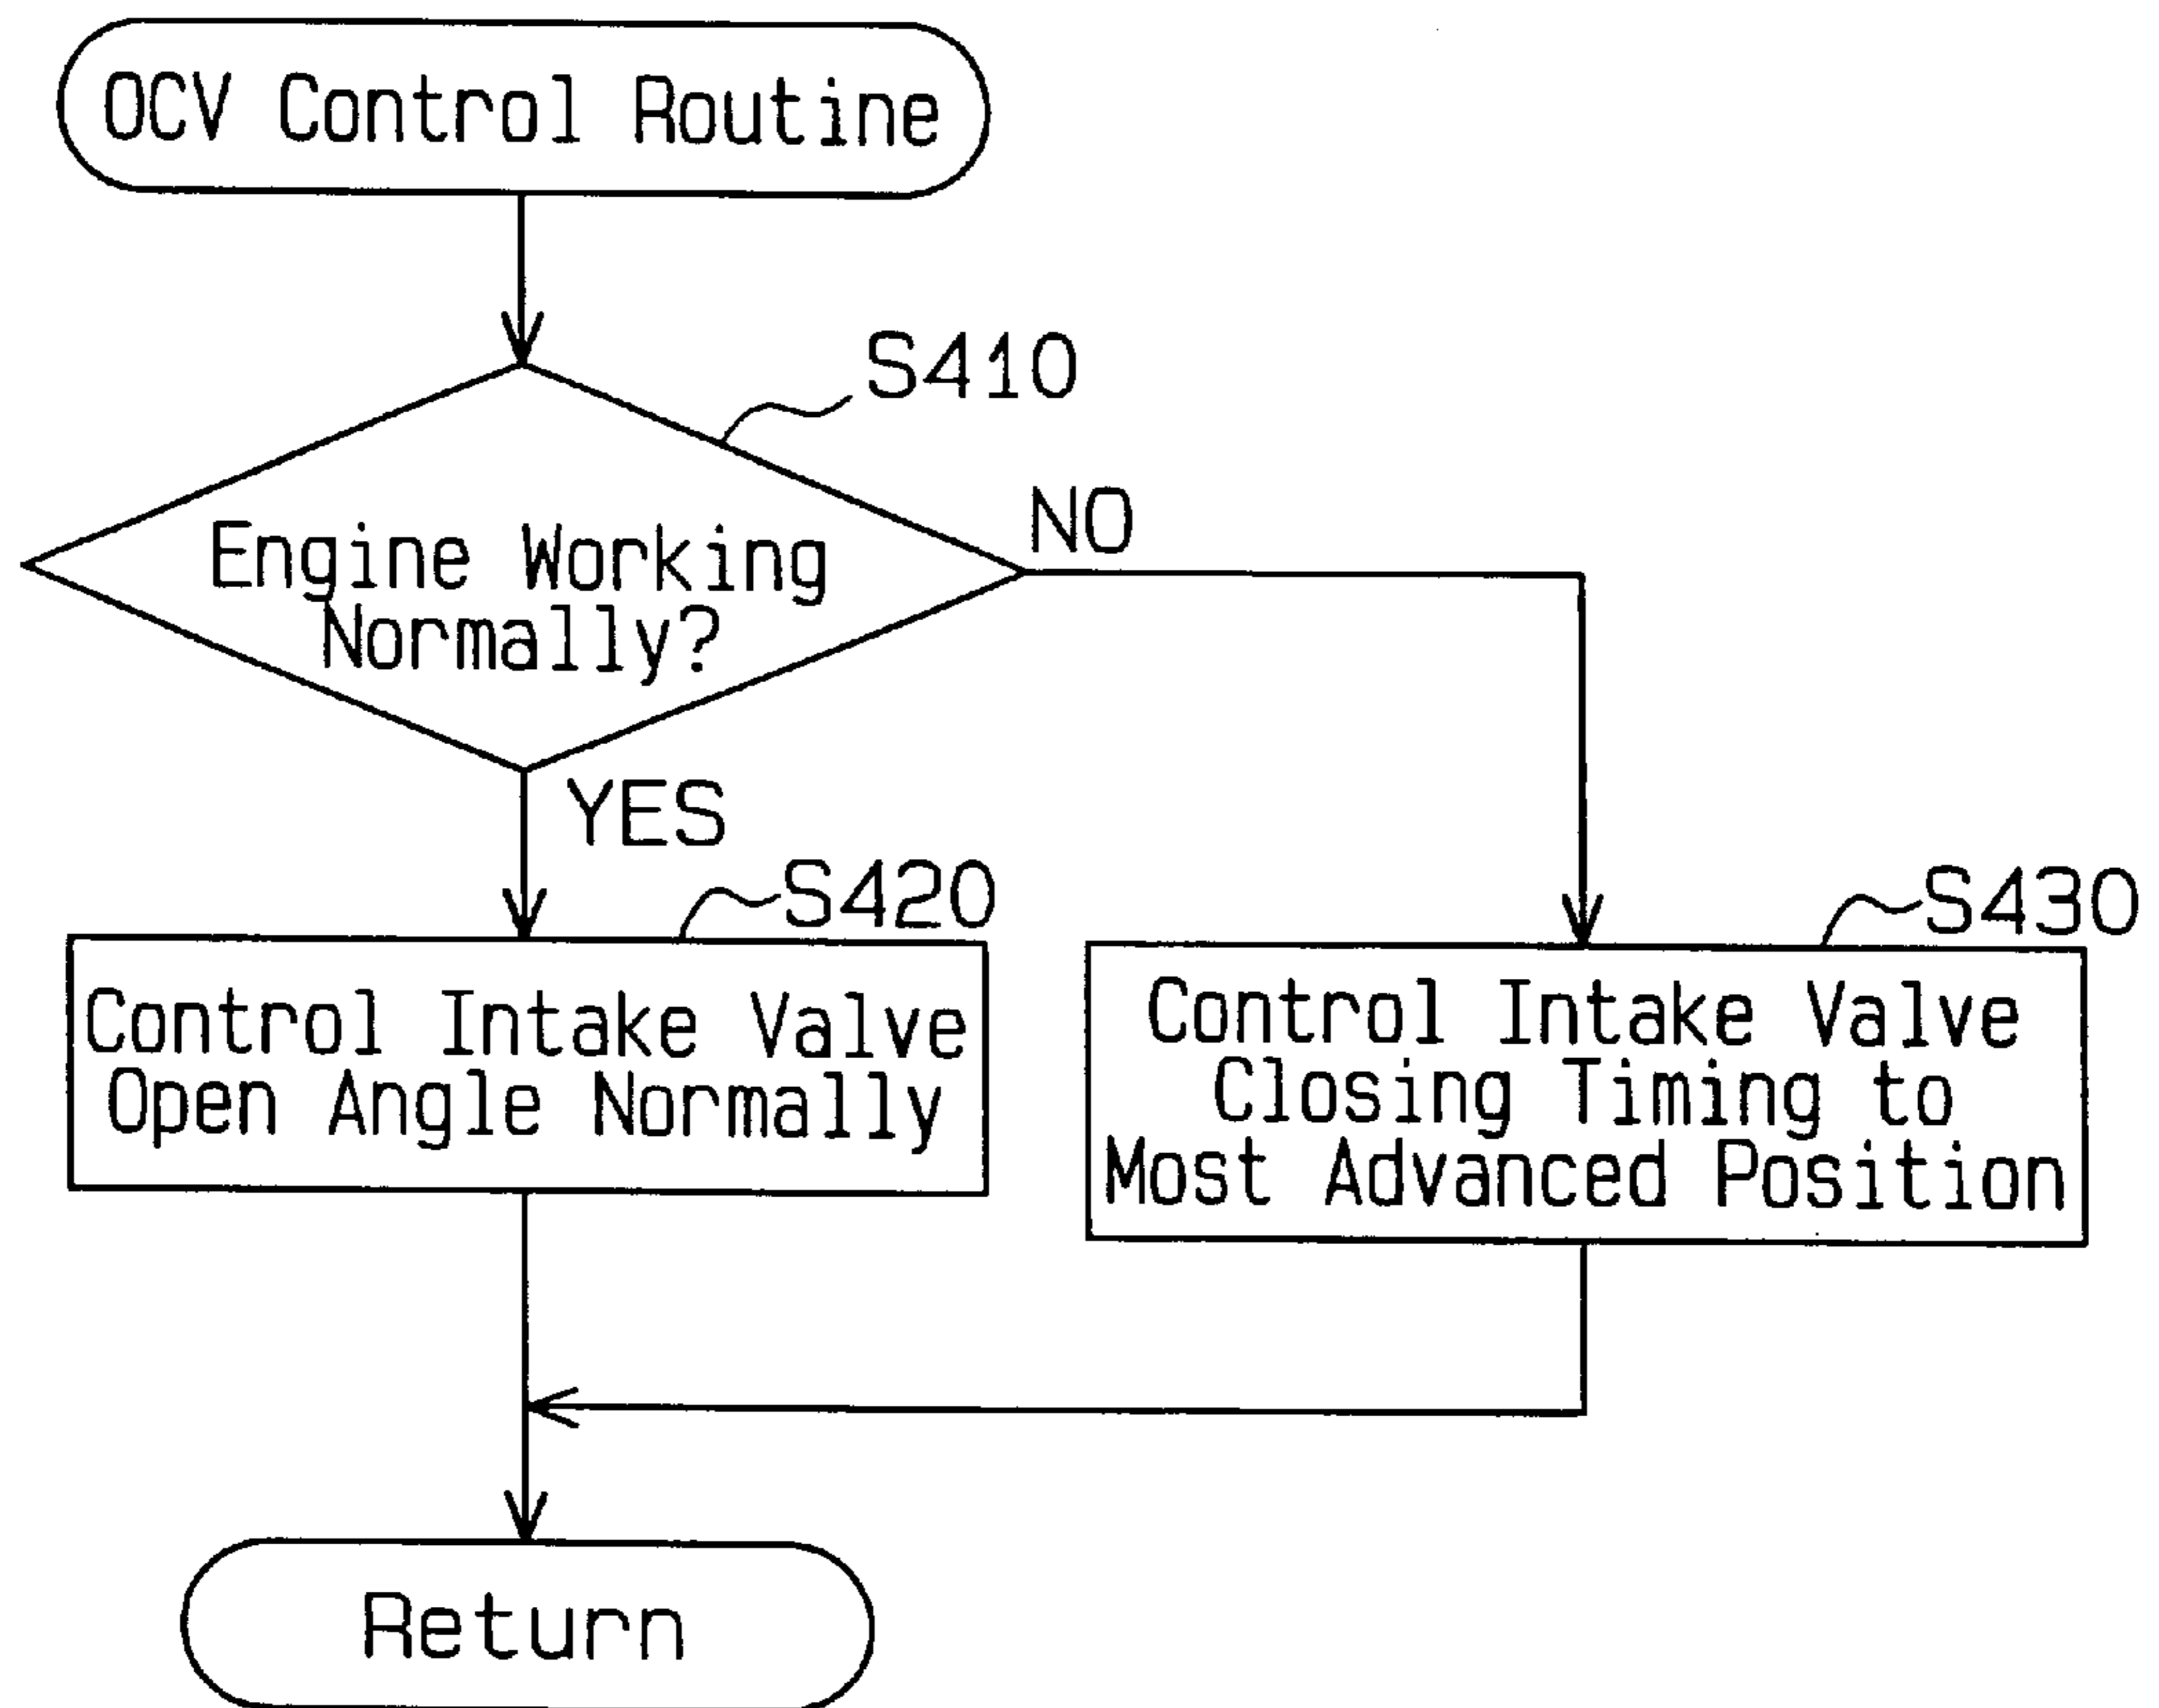 OCV Control Routine
S410
Engine Working
Normally?
NO
YES
S420
Control Intake Valve
Open Angle Normally
S430
Control Intake Valve
Closing Timing to
Most Advanced Position
Return